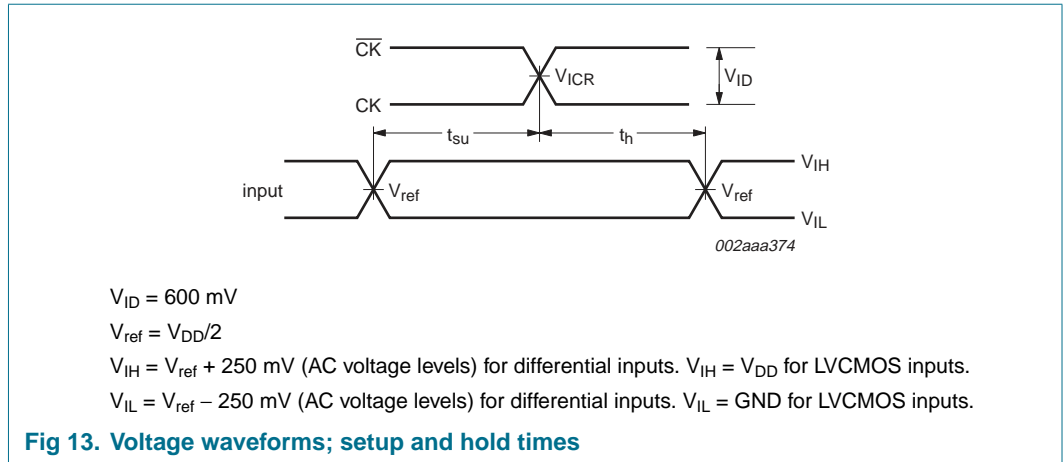 C̅K̅
V_ICR
V_ID
CK
t_su
t_h
V_IH
input
V_ref
V_ref
V_IL
002aaa374
V_ID = 600 mV
V_ref = V_DD/2
V_IH = V_ref + 250 mV (AC voltage levels) for differential inputs. V_IH = V_DD for LVCMOS inputs.
V_IL = V_ref − 250 mV (AC voltage levels) for differential inputs. V_IL = GND for LVCMOS inputs.
Fig 13. Voltage waveforms; setup and hold times